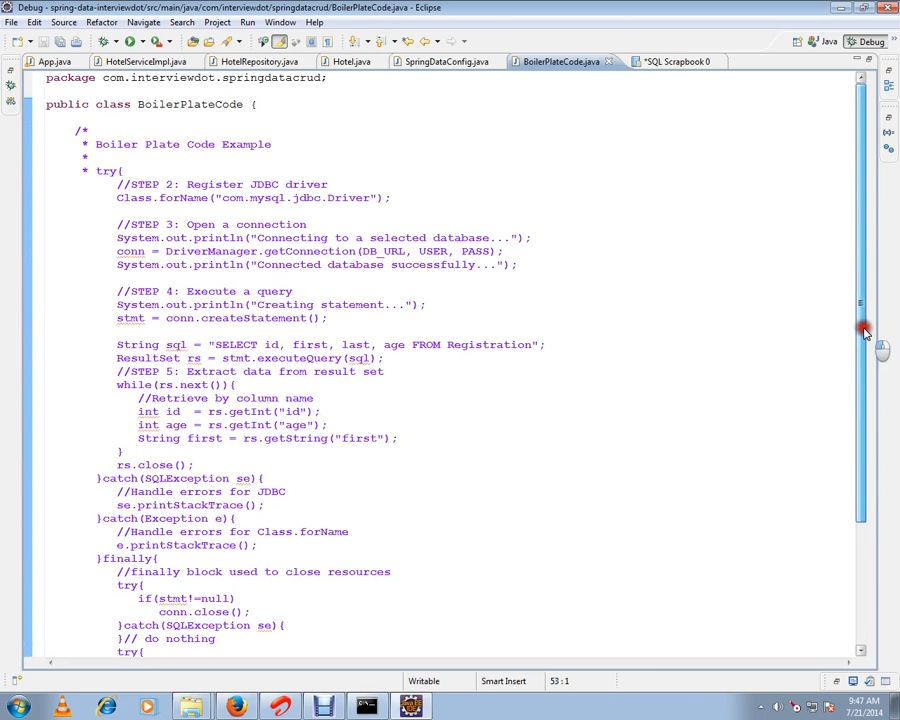 Debug - spring-data-interviewdot/src/main/java/com/interviewdot/springdatacrud/BoilerPlateCode.java - Eclipse
File Edit Source Refactor Navigate Search Project Run Window Help
Java Debug
App.java HotelServiceImpl.java HotelRepository.java Hotel.java SpringDataConfig.java BoilerPlateCode.java *SQL Scrapbook 0
package com.interviewdot.springdatacrud;
public class BoilerPlateCode {
/*
* Boiler Plate Code Example
*
* try{
//STEP 2: Register JDBC driver
Class.forName("com.mysql.jdbc.Driver");
//STEP 3: Open a connection
System.out.println("Connecting to a selected database...");
conn = DriverManager.getConnection(DB_URL, USER, PASS);
System.out.println("Connected database successfully...");
//STEP 4: Execute a query
System.out.println("Creating statement...");
stmt = conn.createStatement();
String sql = "SELECT id, first, last, age FROM Registration";
ResultSet rs = stmt.executeQuery(sql);
//STEP 5: Extract data from result set
while(rs.next()){
//Retrieve by column name
int id  = rs.getInt("id");
int age = rs.getInt("age");
String first = rs.getString("first");
}
rs.close();
}catch(SQLException se){
//Handle errors for JDBC
se.printStackTrace();
}catch(Exception e){
//Handle errors for Class.forName
e.printStackTrace();
}finally{
//finally block used to close resources
try{
if(stmt!=null)
conn.close();
}catch(SQLException se){
}// do nothing
try{
Writable Smart Insert 53 : 1
9:47 AM
7/21/2014